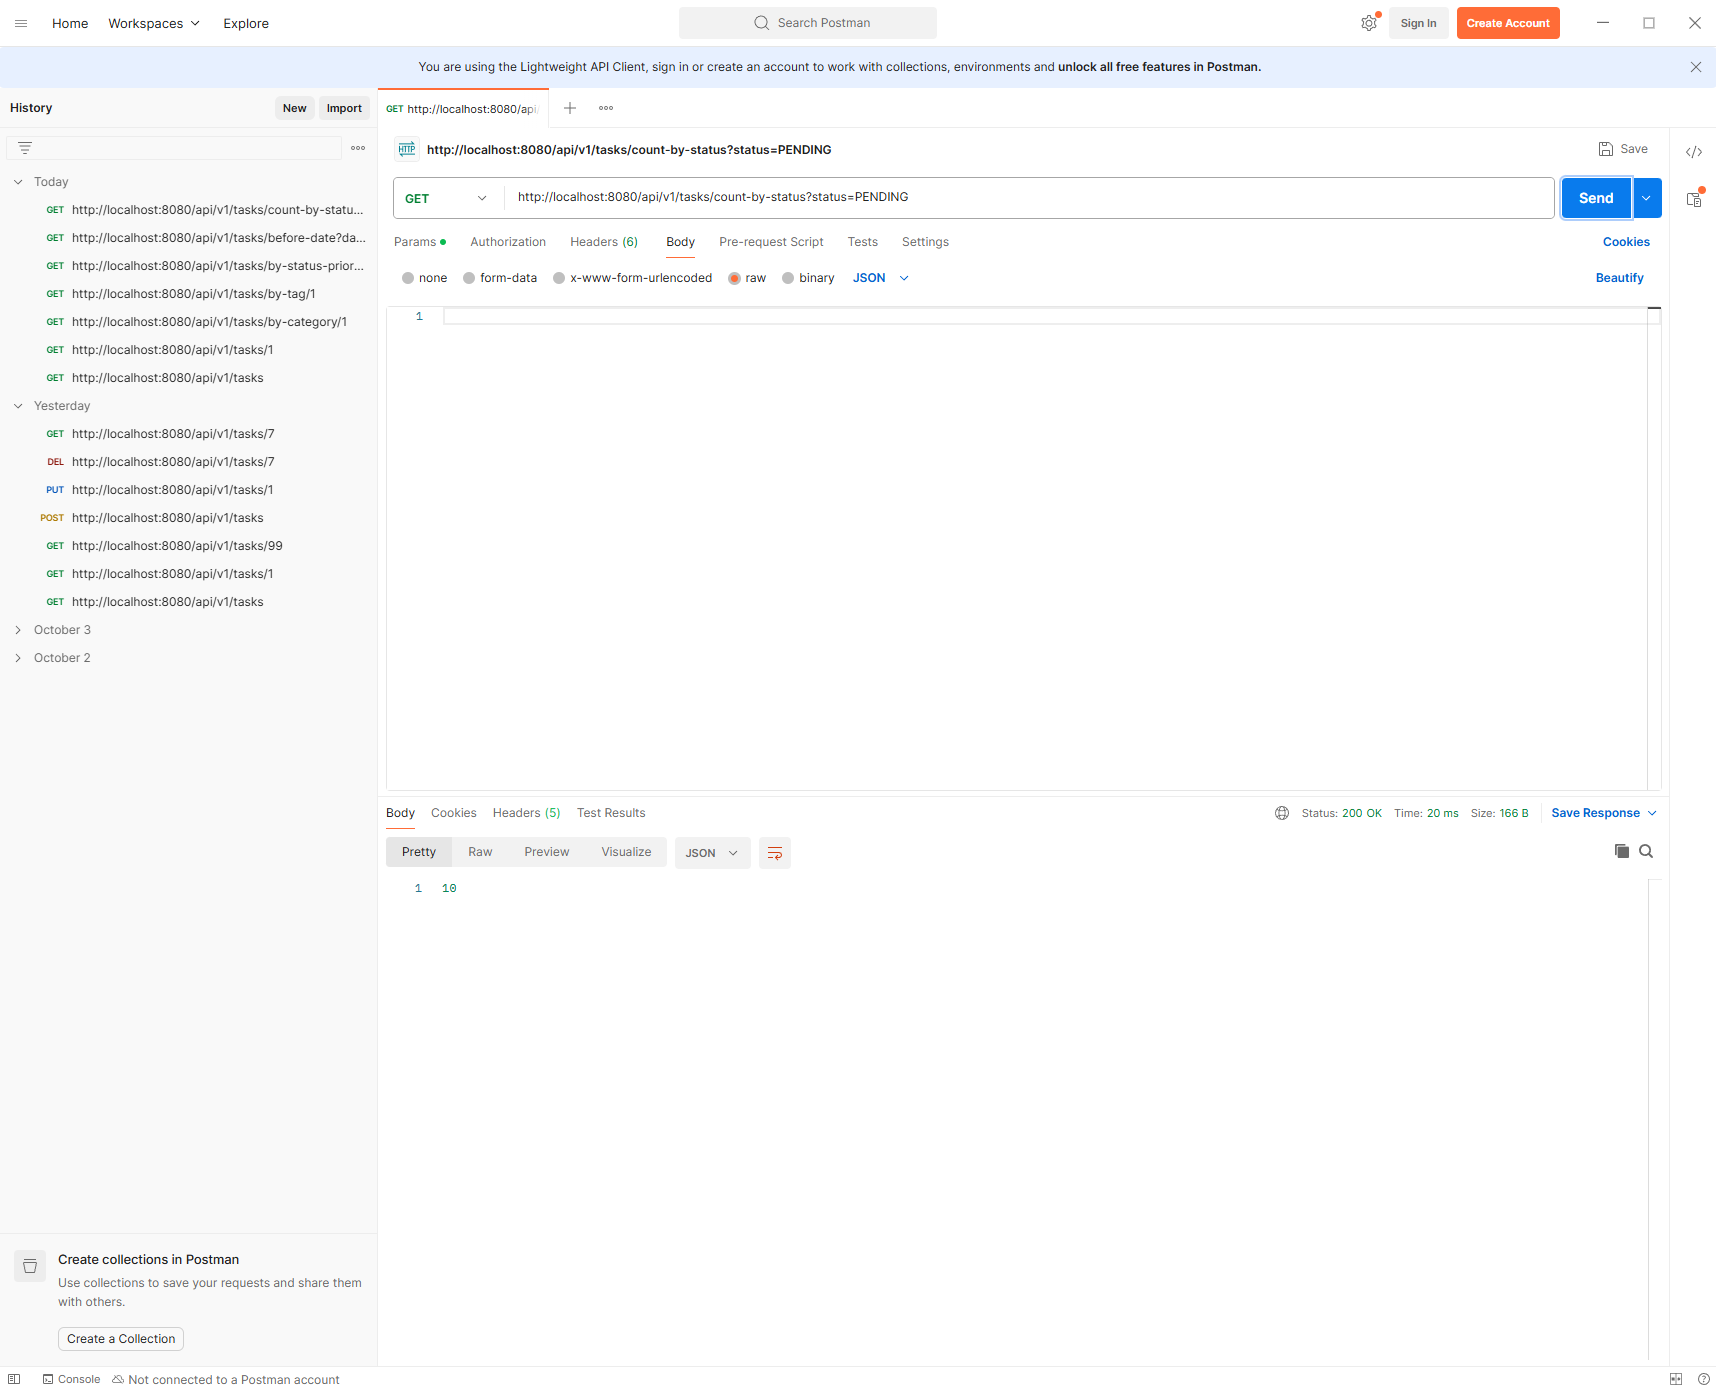 Home Workspaces Explore Search Postman Sign In Create Account
You are using the Lightweight API Client, sign in or create an account to work with collections, environments and unlock all free features in Postman.
History New Import
Today
GET http://localhost:8080/api/v1/tasks/count-by-statu...
GET http://localhost:8080/api/v1/tasks/before-date?da...
GET http://localhost:8080/api/v1/tasks/by-status-prior...
GET http://localhost:8080/api/v1/tasks/by-tag/1
GET http://localhost:8080/api/v1/tasks/by-category/1
GET http://localhost:8080/api/v1/tasks/1
GET http://localhost:8080/api/v1/tasks
Yesterday
GET http://localhost:8080/api/v1/tasks/7
DEL http://localhost:8080/api/v1/tasks/7
PUT http://localhost:8080/api/v1/tasks/1
POST http://localhost:8080/api/v1/tasks
GET http://localhost:8080/api/v1/tasks/99
GET http://localhost:8080/api/v1/tasks/1
GET http://localhost:8080/api/v1/tasks
October 3
October 2
Create collections in Postman
Use collections to save your requests and share them
with others.
Create a Collection
GET http://localhost:8080/api/
HTTP http://localhost:8080/api/v1/tasks/count-by-status?status=PENDING Save
GET http://localhost:8080/api/v1/tasks/count-by-status?status=PENDING Send
Params Authorization Headers (6) Body Pre-request Script Tests Settings Cookies
none form-data x-www-form-urlencoded raw binary JSON Beautify
1
Body Cookies Headers (5) Test Results Status: 200 OK Time: 20 ms Size: 166 B Save Response
Pretty Raw Preview Visualize JSON
1 10
Console Not connected to a Postman account